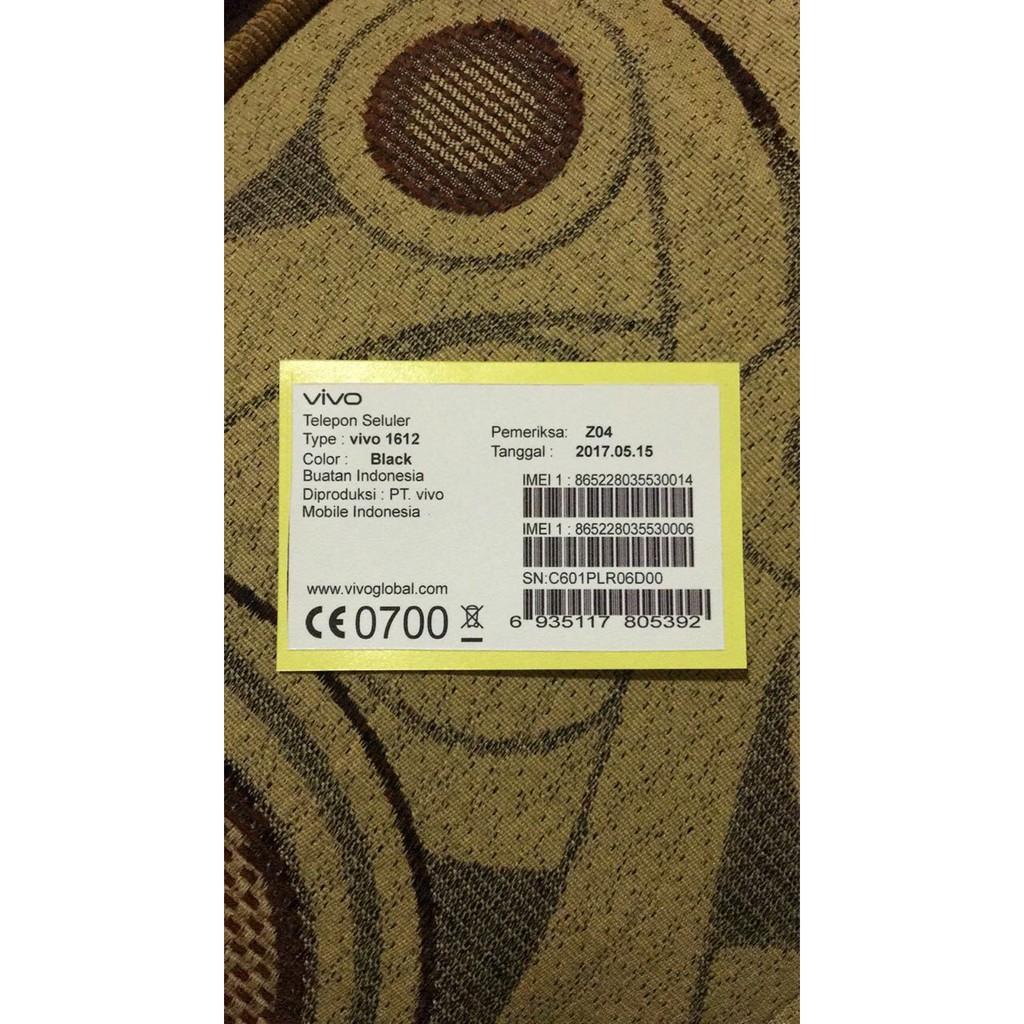 vivo
Telepon Seluler
Type : vivo 1612
Color : Black
Buatan Indonesia
Diproduksi : PT. vivo
Mobile Indonesia
www.vivoglobal.com
CE 0700
Pemeriksa: Z04
Tanggal : 2017.05.15
IMEI 1 : 865228035530014
IMEI 1 : 865228035530006
SN:C601PLR06D00
6 935117 805392